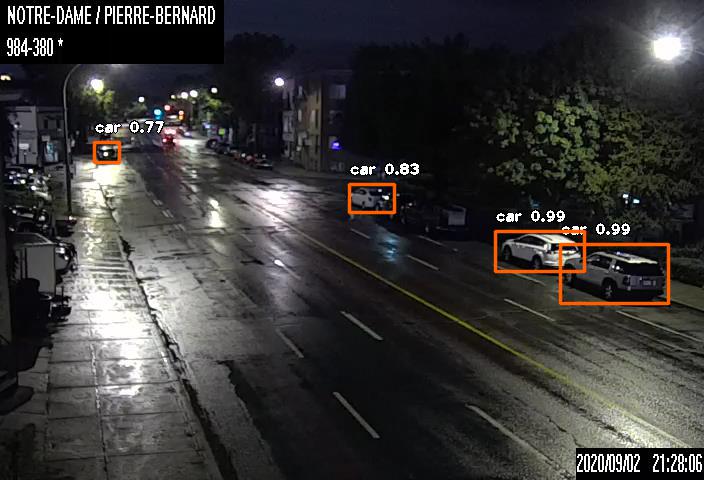 NOTRE-DAME / PIERRE-BERNARD
984-380 *
car 0.77
car 0.83
car 0.99
car 0.99
2020/09/02 21:28:06